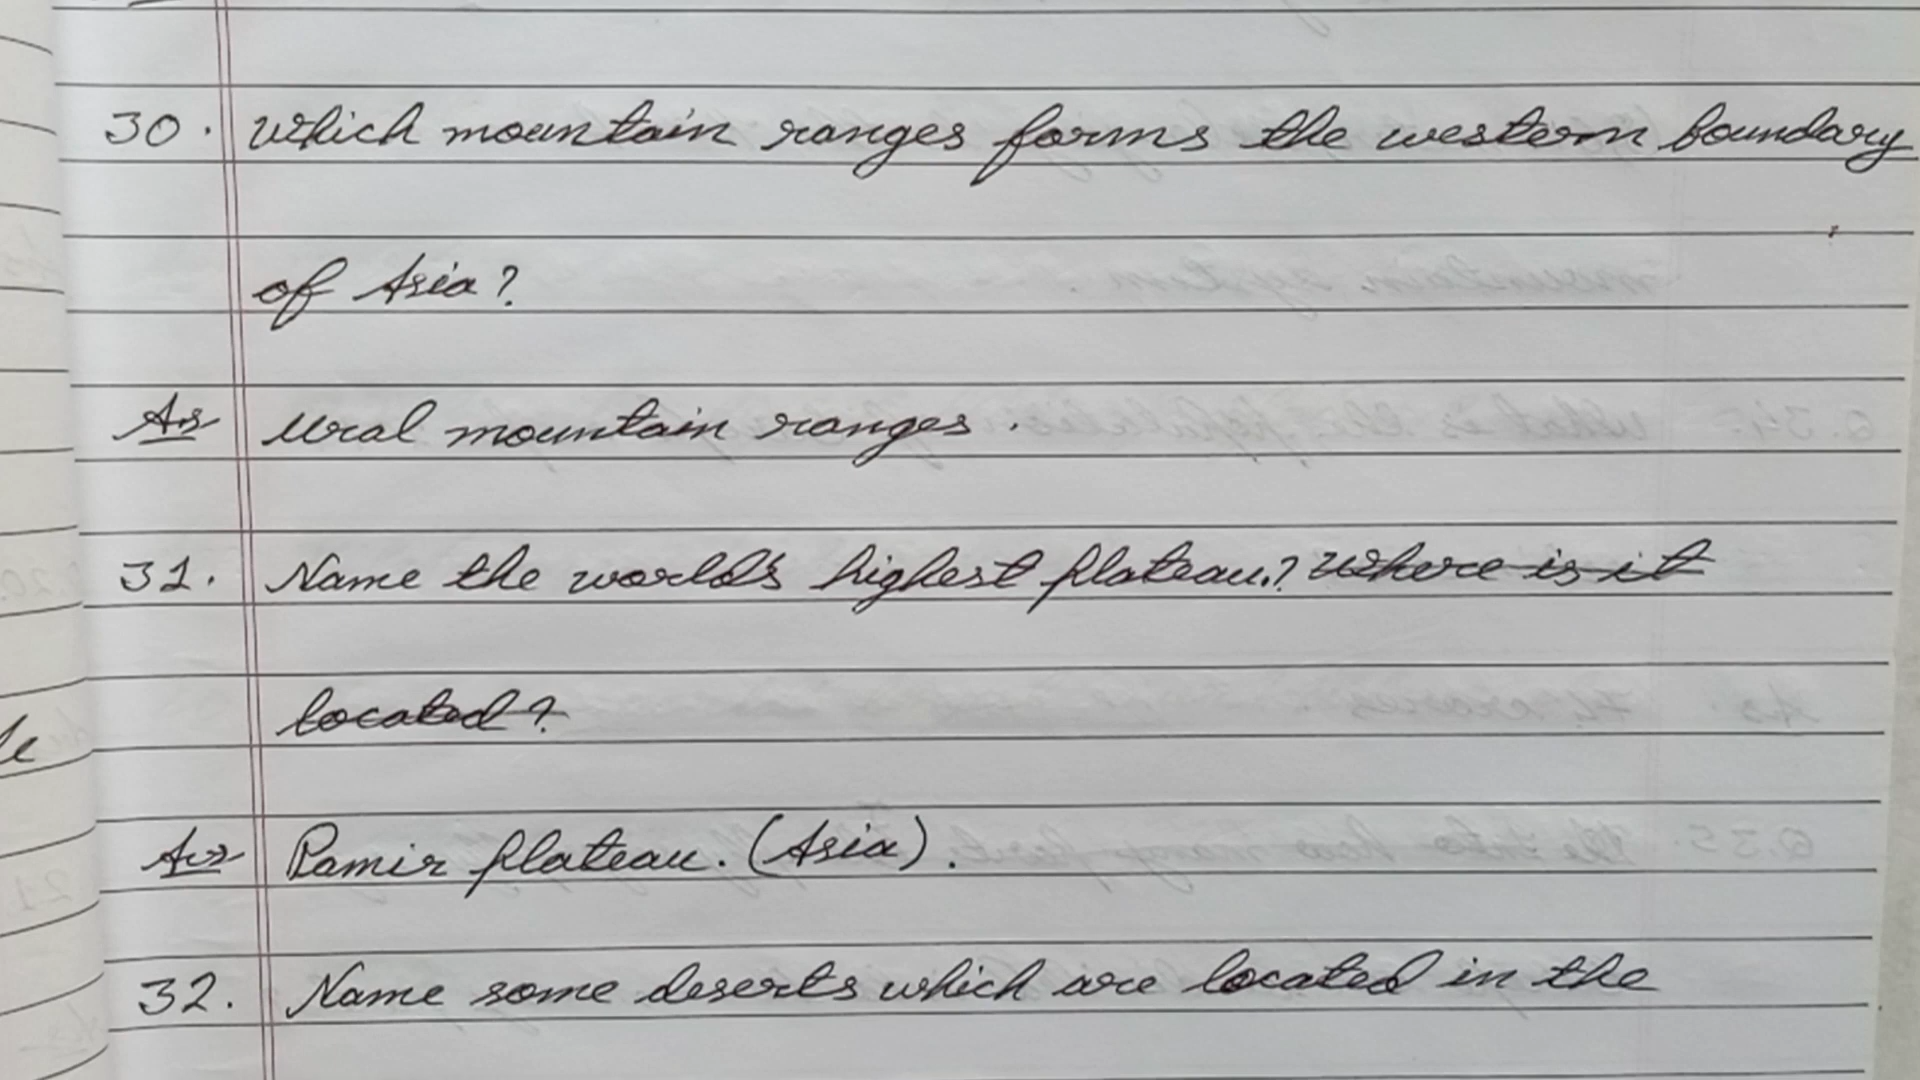 30. Which mountain ranges forms the western boundary
of Asia?
Ans Ural mountain ranges.
31. Name the world's highest plateau.? Where is it
located?
Ans Pamir plateau. (Asia).
32. Name some deserts which are located in the